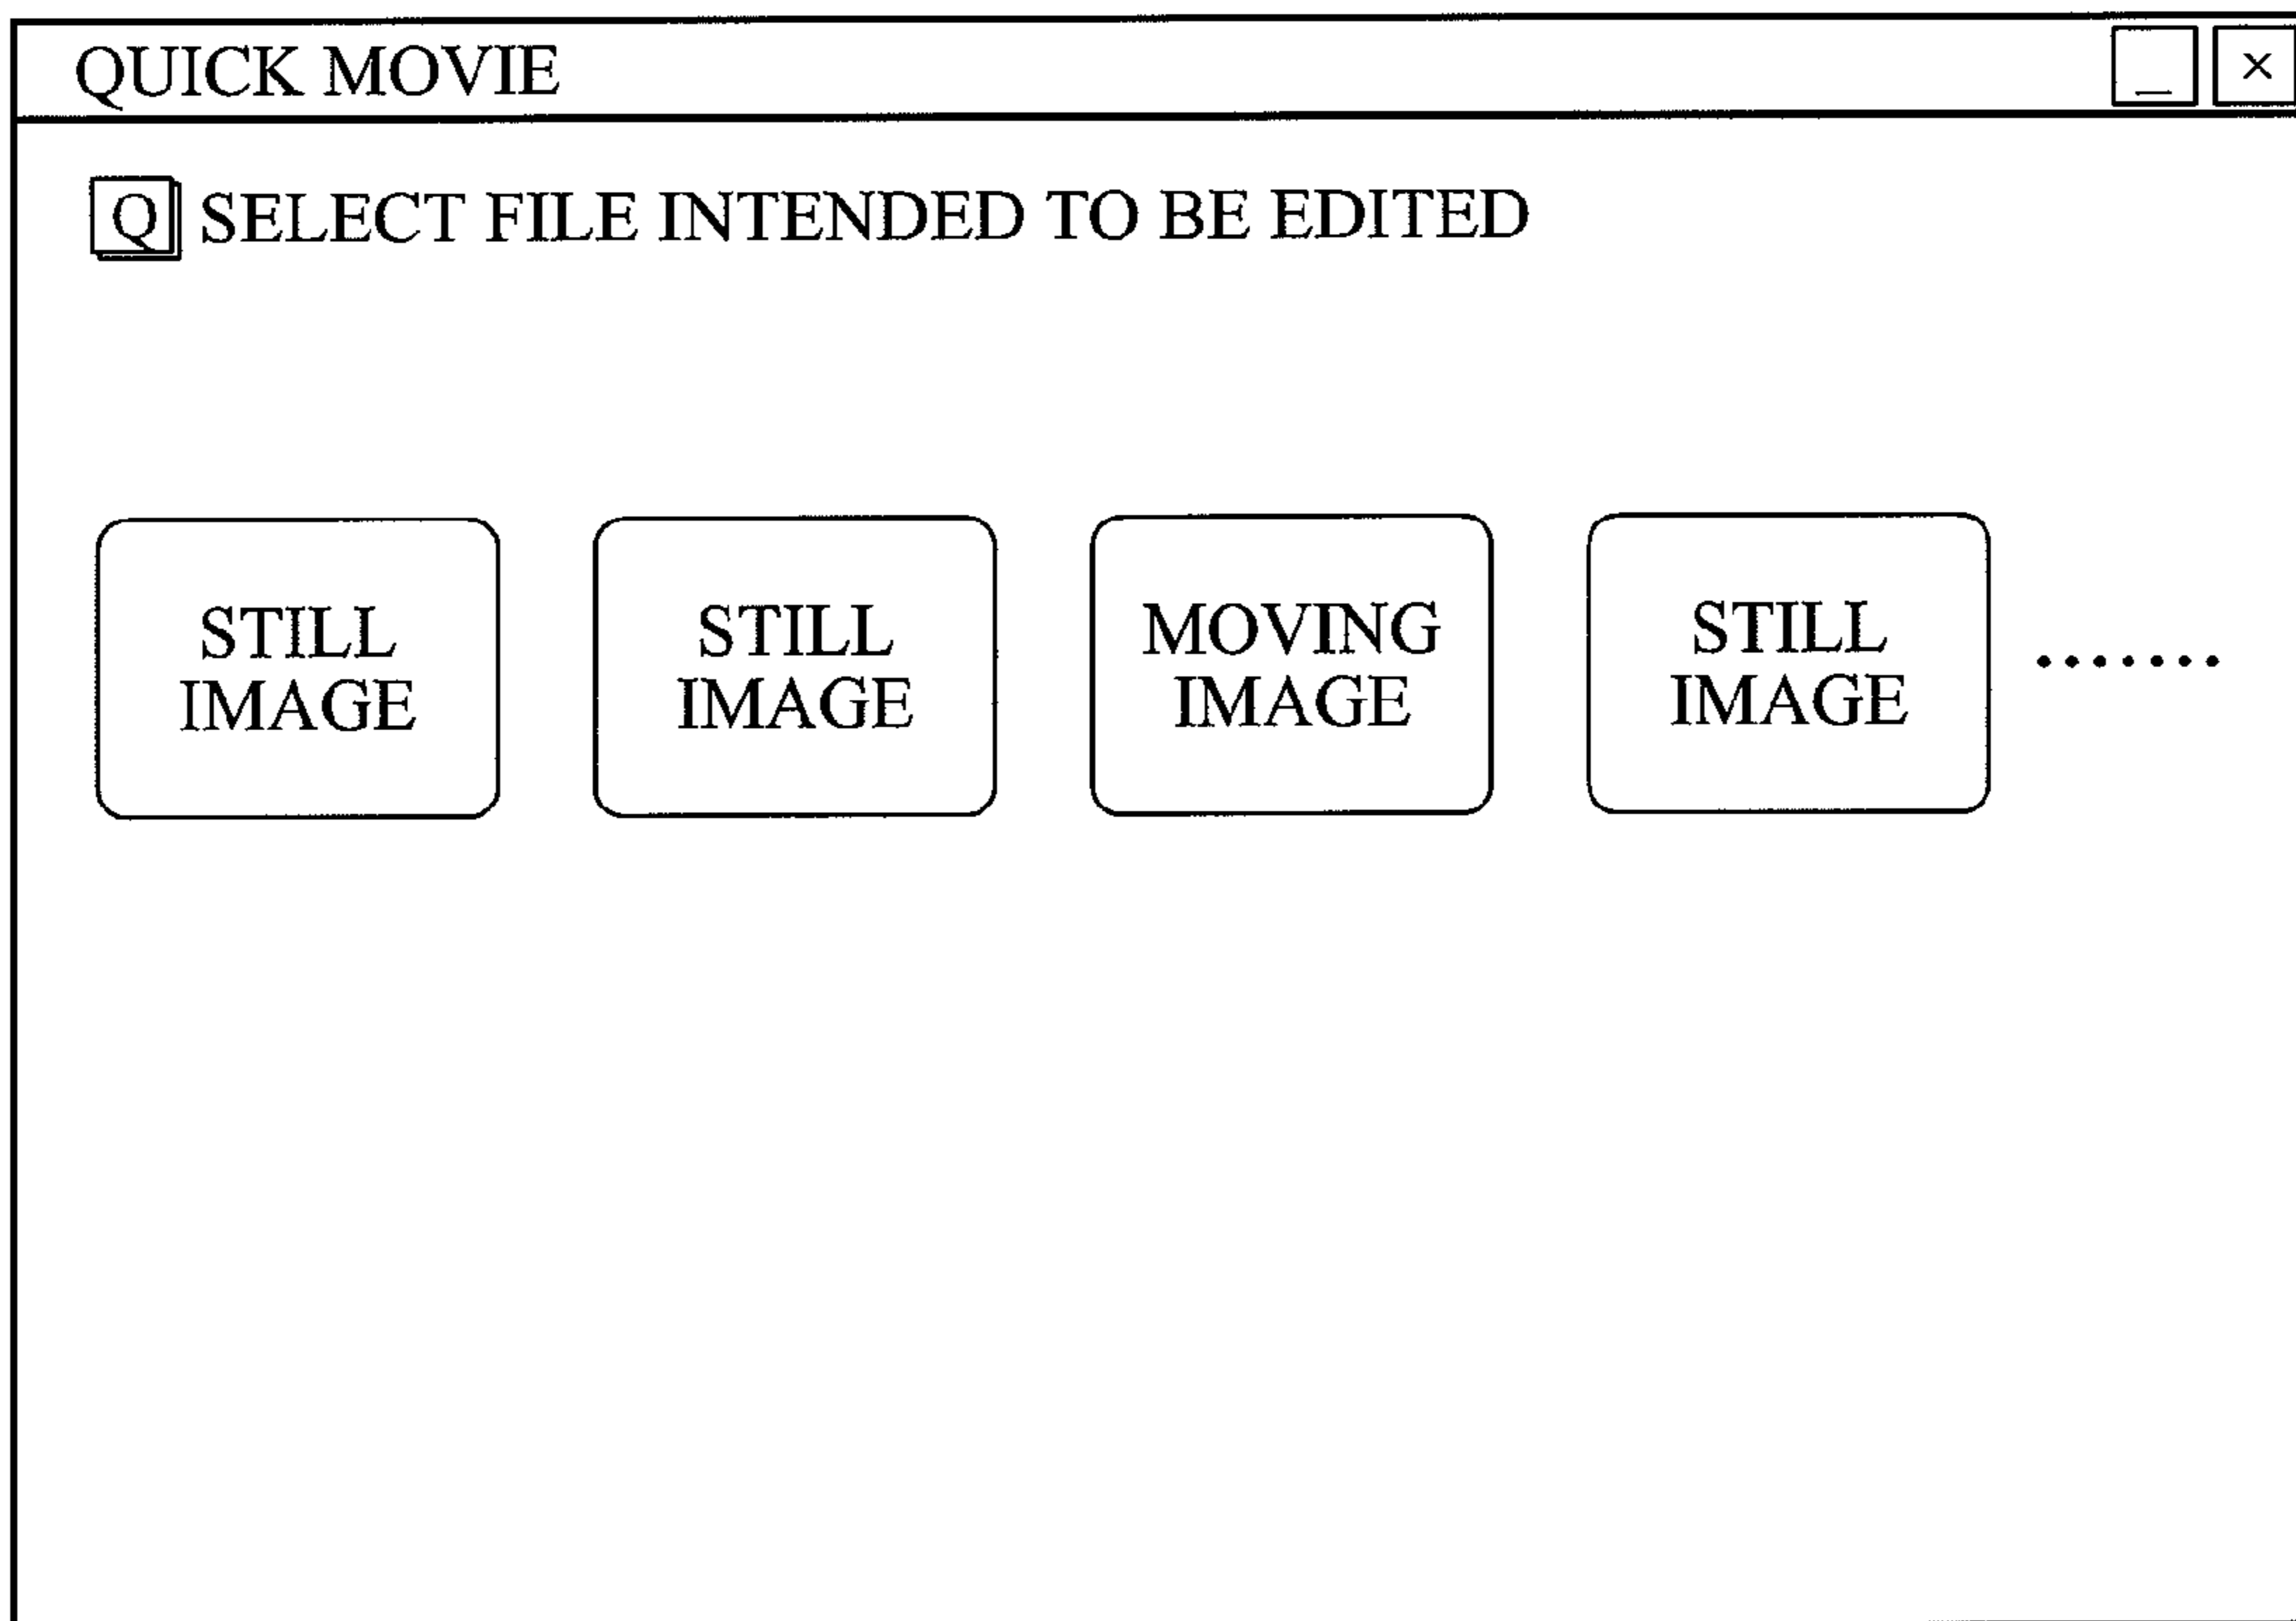 QUICK MOVIE _ ×
Q SELECT FILE INTENDED TO BE EDITED
STILL IMAGE
STILL IMAGE
MOVING IMAGE
STILL IMAGE
.......